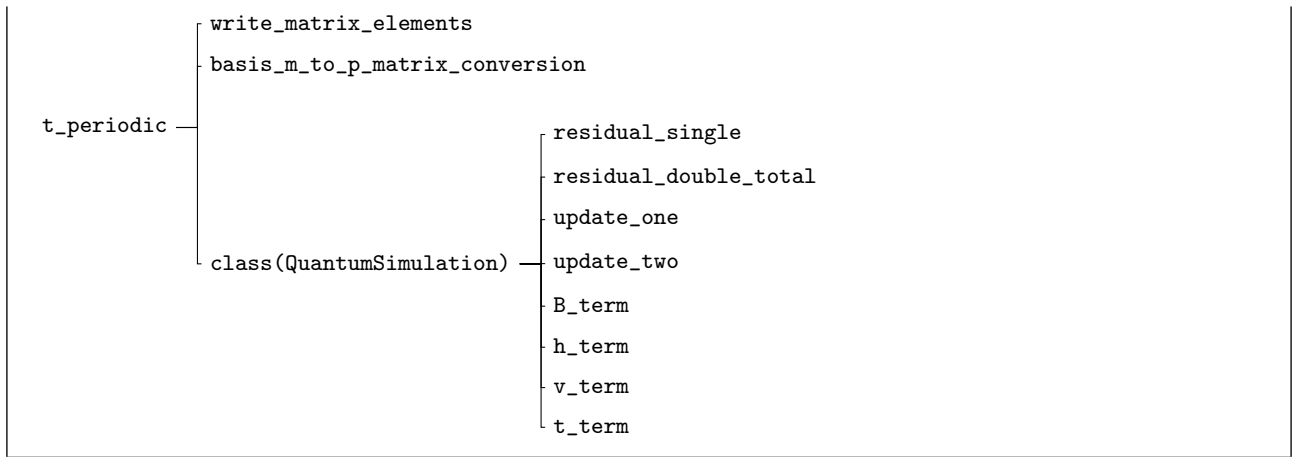 write_matrix_elements
basis_m_to_p_matrix_conversion
t_periodic
residual_single
residual_double_total
update_one
class(QuantumSimulation)
update_two
B_term
h_term
v_term
t_term